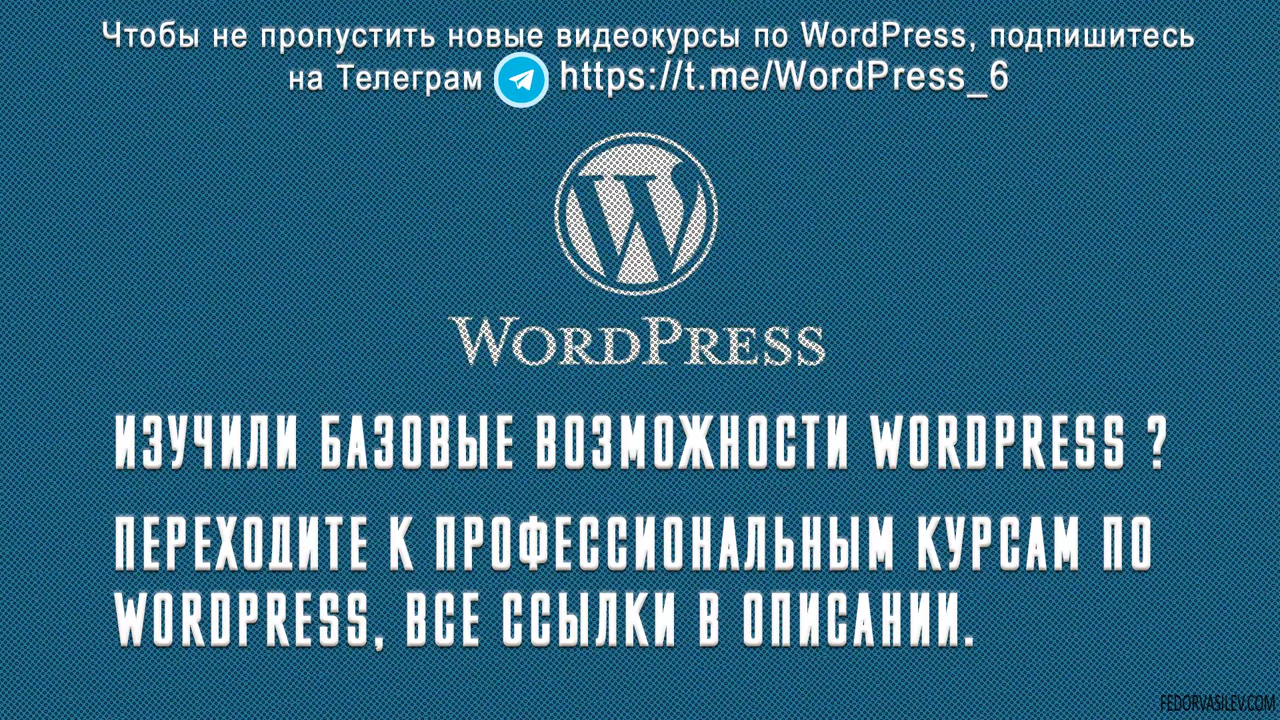 Чтобы не пропустить новые видеокурсы по WordPress, подпишитесь
на Телеграм https://t.me/WordPress_6
WORDPRESS
ИЗУЧИЛИ БАЗОВЫЕ ВОЗМОЖНОСТИ WORDPRESS ?
ПЕРЕХОДИТЕ К ПРОФЕССИОНАЛЬНЫМ КУРСАМ ПО
WORDPRESS, ВСЕ ССЫЛКИ В ОПИСАНИИ.
FEDORVASILEV.COM